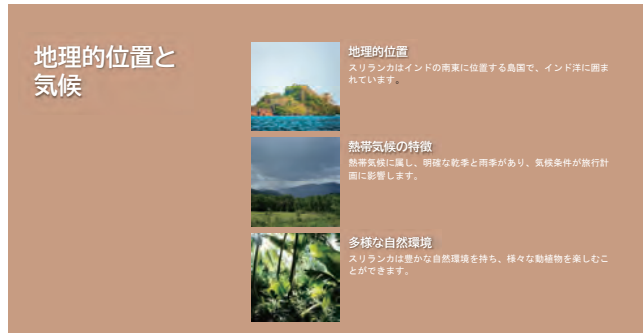 地理的位置と
気候
地理的位置
スリランカはインドの南東に位置する島国で、インド洋に囲ま
れています。
熱帯気候の特徴
熱帯気候に属し、明確な乾季と雨季があり、気候条件が旅行計
画に影響します。
多様な自然環境
スリランカは豊かな自然環境を持ち、様々な動植物を楽しむこ
とができます。